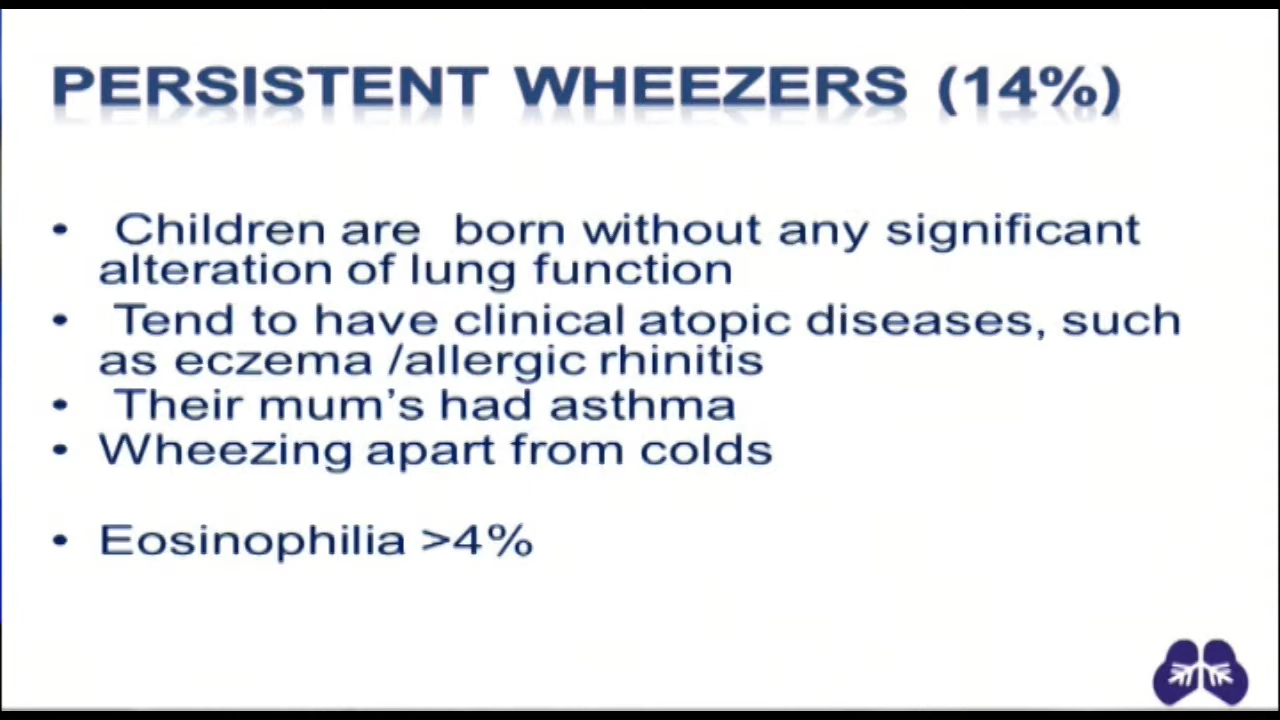 PERSISTENT WHEEZERS (14%)
• Children are born without any significant
alteration of lung function
• Tend to have clinical atopic diseases, such
as eczema /allergic rhinitis
• Their mum’s had asthma
• Wheezing apart from colds
• Eosinophilia >4%